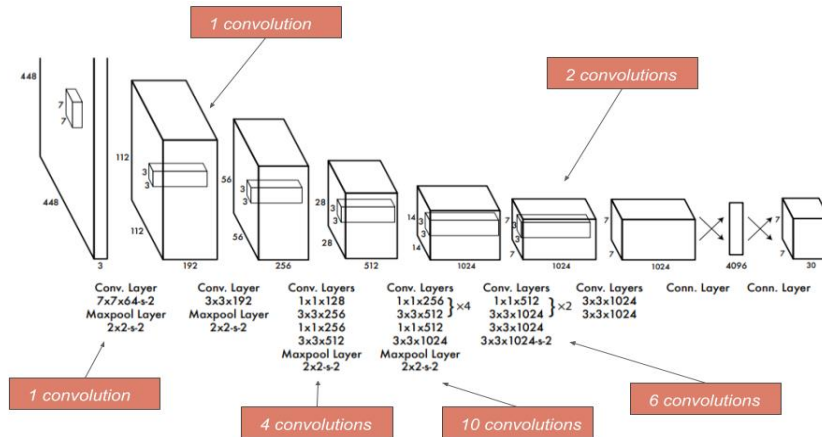 1 convolution
2 convolutions
448
7
7
448
3
112
3
3
112
192
56
3
3
56
256
28
3
3
28
512
14
3
3
14
1024
7
3
3
7
1024
7
7
1024
4096
7
7
30
Conv. Layer
7x7x64-s-2
Maxpool Layer
2x2-s-2
Conv. Layer
3x3x192
Maxpool Layer
2x2-s-2
Conv. Layers
1x1x128
3x3x256
1x1x256
3x3x512
Maxpool Layer
2x2-s-2
Conv. Layers
1x1x256
3x3x512
×4
1x1x512
3x3x1024
Maxpool Layer
2x2-s-2
Conv. Layers
1x1x512
3x3x1024
×2
3x3x1024
3x3x1024-s-2
Conv. Layers
3x3x1024
3x3x1024
Conn. Layer
Conn. Layer
1 convolution
4 convolutions
10 convolutions
6 convolutions